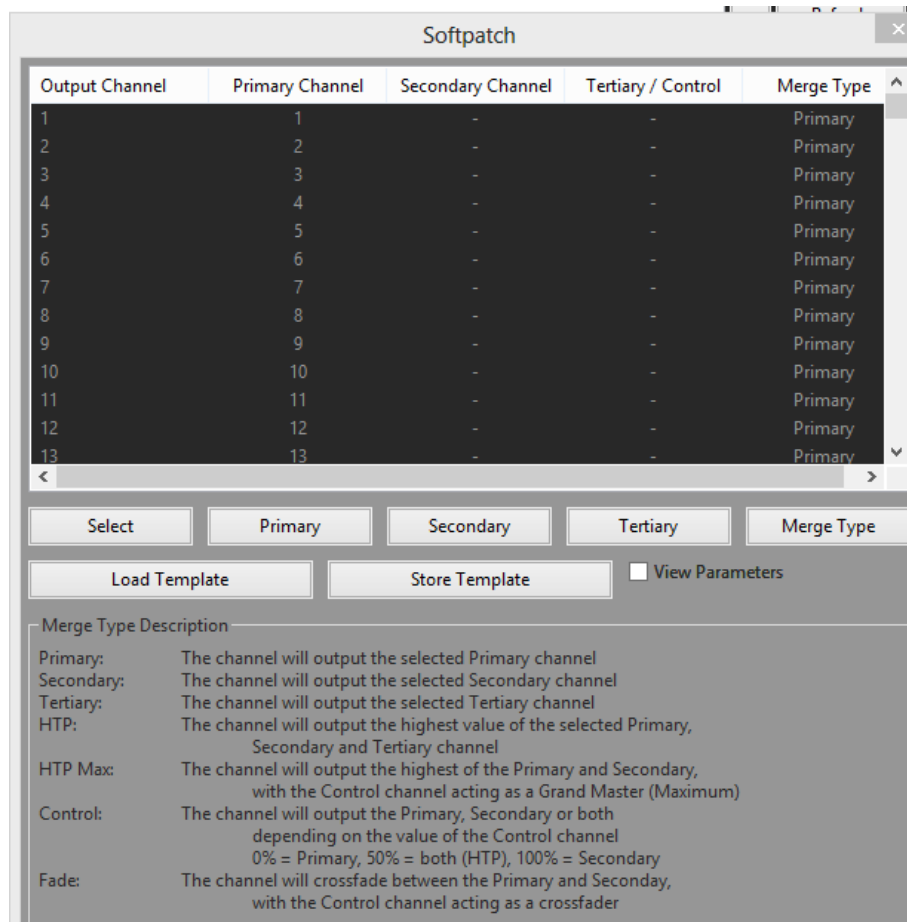 Softpatch
Output Channel Primary Channel Secondary Channel Tertiary / Control Merge Type
1 1 - - Primary
2 2 - - Primary
3 3 - - Primary
4 4 - - Primary
5 5 - - Primary
6 6 - - Primary
7 7 - - Primary
8 8 - - Primary
9 9 - - Primary
10 10 - - Primary
11 11 - - Primary
12 12 - - Primary
13 13 - - Primary
Select Primary Secondary Tertiary Merge Type
Load Template Store Template View Parameters
Merge Type Description
Primary: The channel will output the selected Primary channel
Secondary: The channel will output the selected Secondary channel
Tertiary: The channel will output the selected Tertiary channel
HTP: The channel will output the highest value of the selected Primary,
Secondary and Tertiary channel
HTP Max: The channel will output the highest of the Primary and Secondary,
with the Control channel acting as a Grand Master (Maximum)
Control: The channel will output the Primary, Secondary or both
depending on the value of the Control channel
0% = Primary, 50% = both (HTP), 100% = Secondary
Fade: The channel will crossfade between the Primary and Seconday,
with the Control channel acting as a crossfader